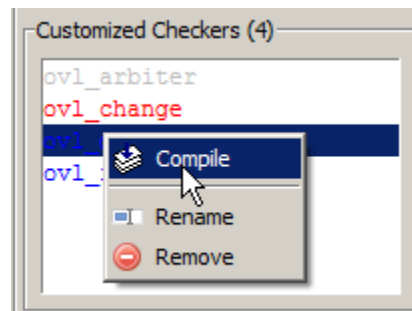 Customized Checkers (4)
ovl_arbiter
ovl_change
ovl_
ovl_
Compile
Rename
Remove